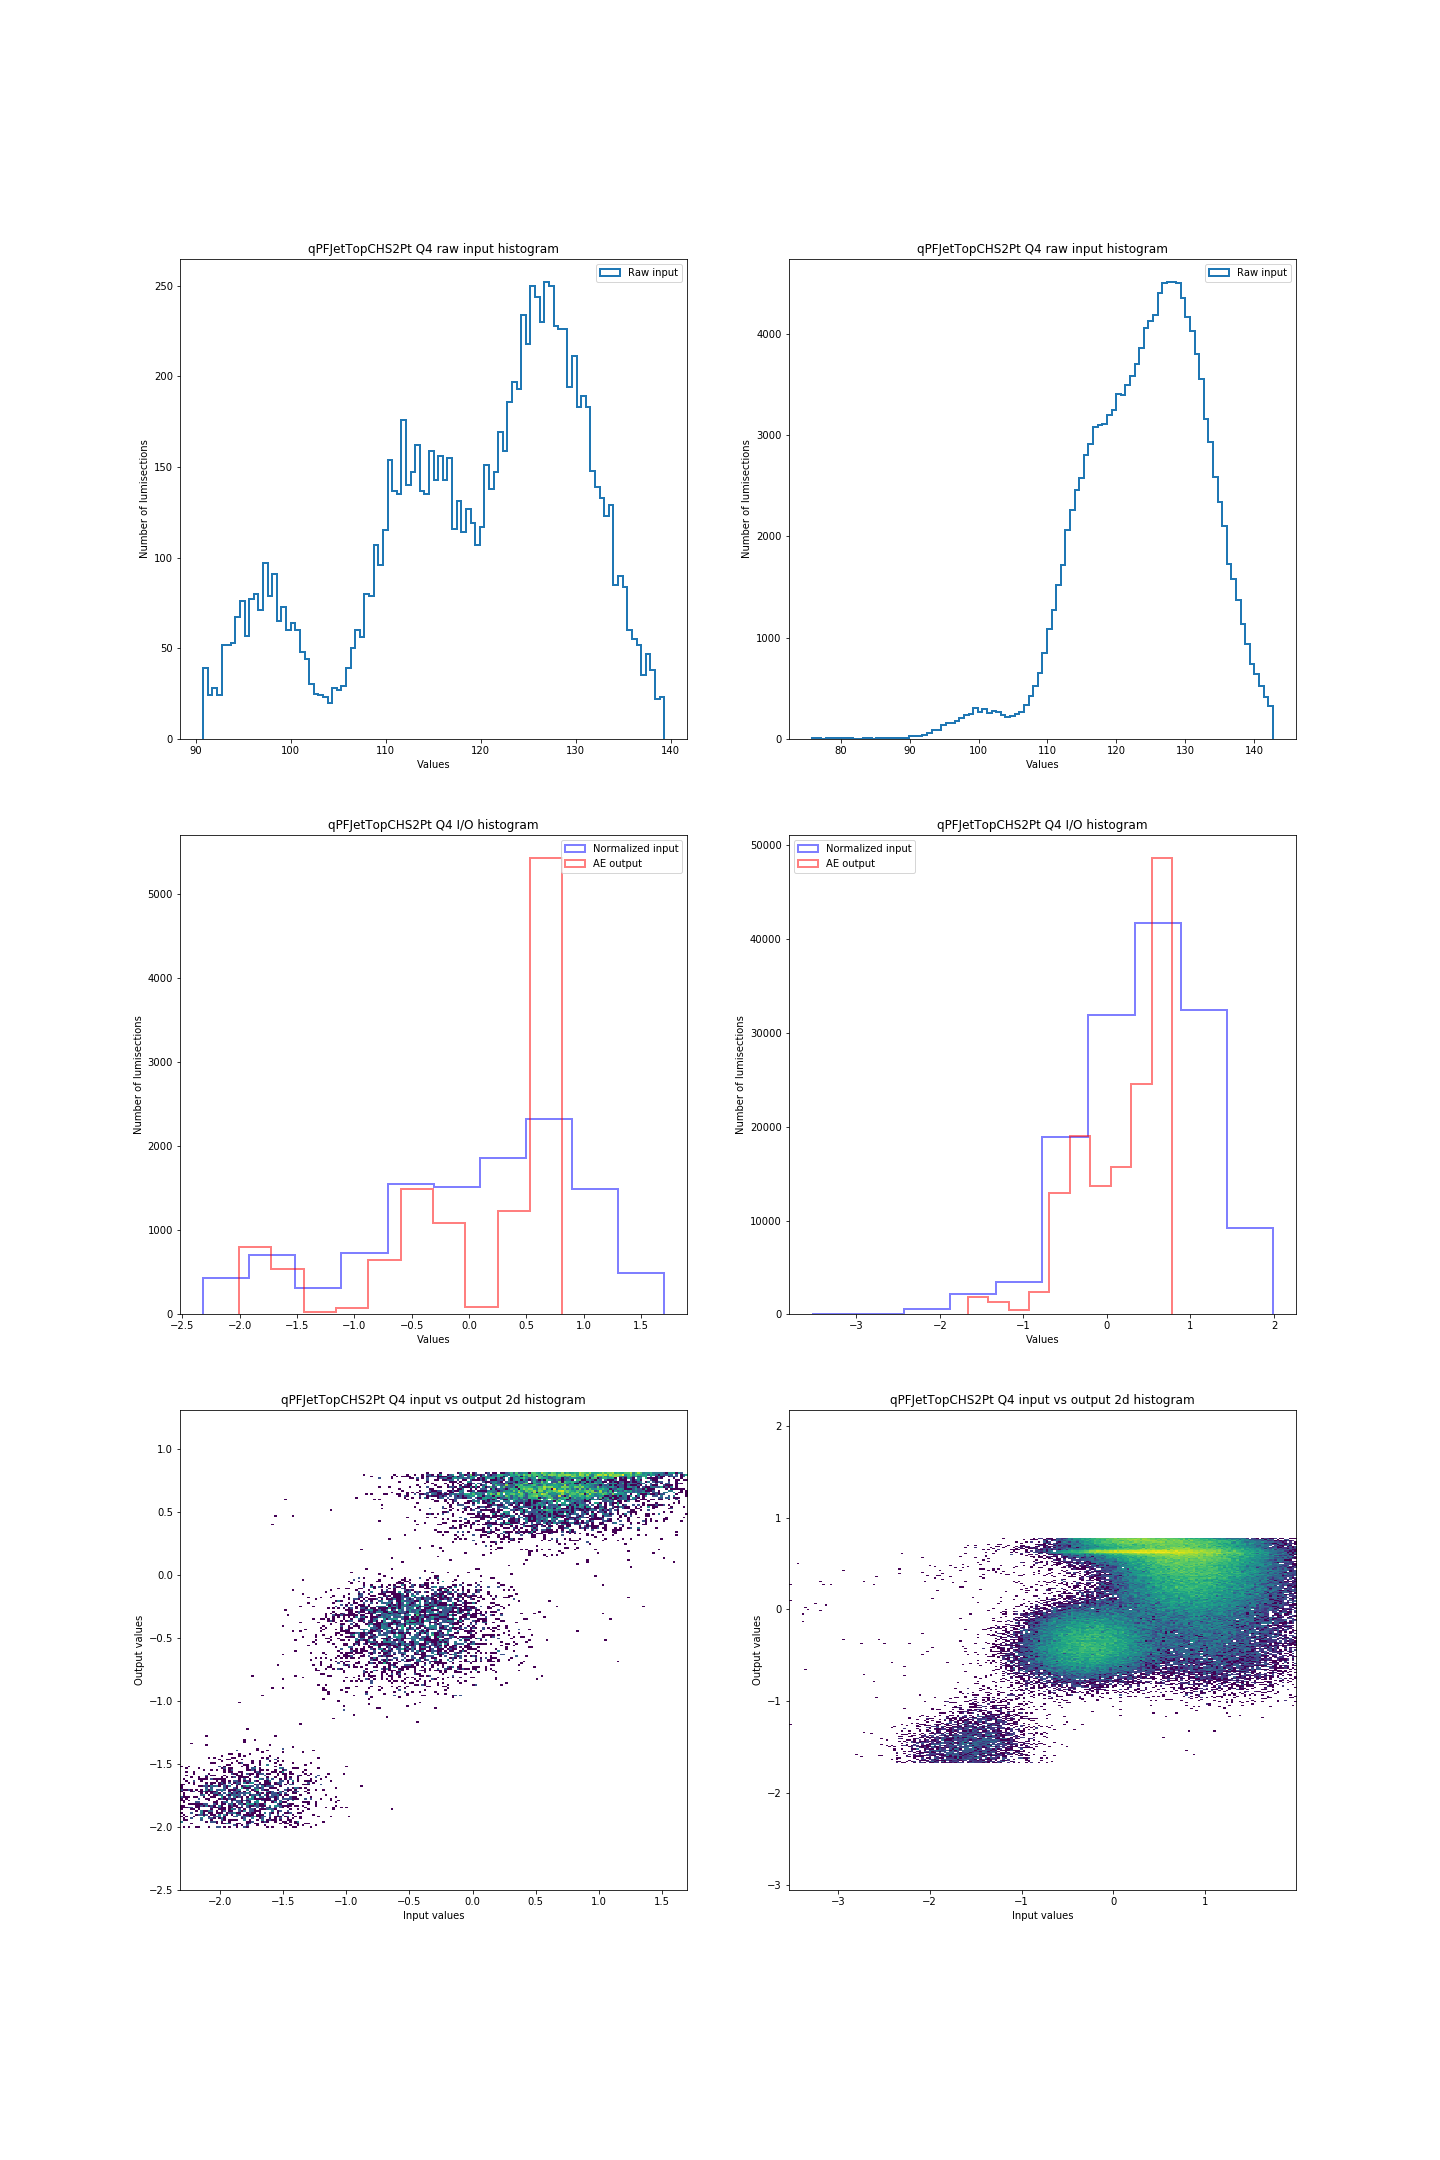 qPFJetTopCHS2Pt Q4 raw input histogram
Raw input
Number of lumisections
250
200
150
100
50
0
90 100 110 120 130 140
Values
qPFJetTopCHS2Pt Q4 raw input histogram
Raw input
Number of lumisections
4000
3000
2000
1000
0
80 90 100 110 120 130 140
Values
qPFJetTopCHS2Pt Q4 I/O histogram
Normalized input
AE output
Number of lumisections
5000
4000
3000
2000
1000
0
−2.5 −2.0 −1.5 −1.0 −0.5 0.0 0.5 1.0 1.5
Values
qPFJetTopCHS2Pt Q4 I/O histogram
Normalized input
AE output
Number of lumisections
50000
40000
30000
20000
10000
0
−3 −2 −1 0 1 2
Values
qPFJetTopCHS2Pt Q4 input vs output 2d histogram
Output values
1.0
0.5
0.0
−0.5
−1.0
−1.5
−2.0
−2.5
−2.0 −1.5 −1.0 −0.5 0.0 0.5 1.0 1.5
Input values
qPFJetTopCHS2Pt Q4 input vs output 2d histogram
Output values
2
1
0
−1
−2
−3
−3 −2 −1 0 1
Input values